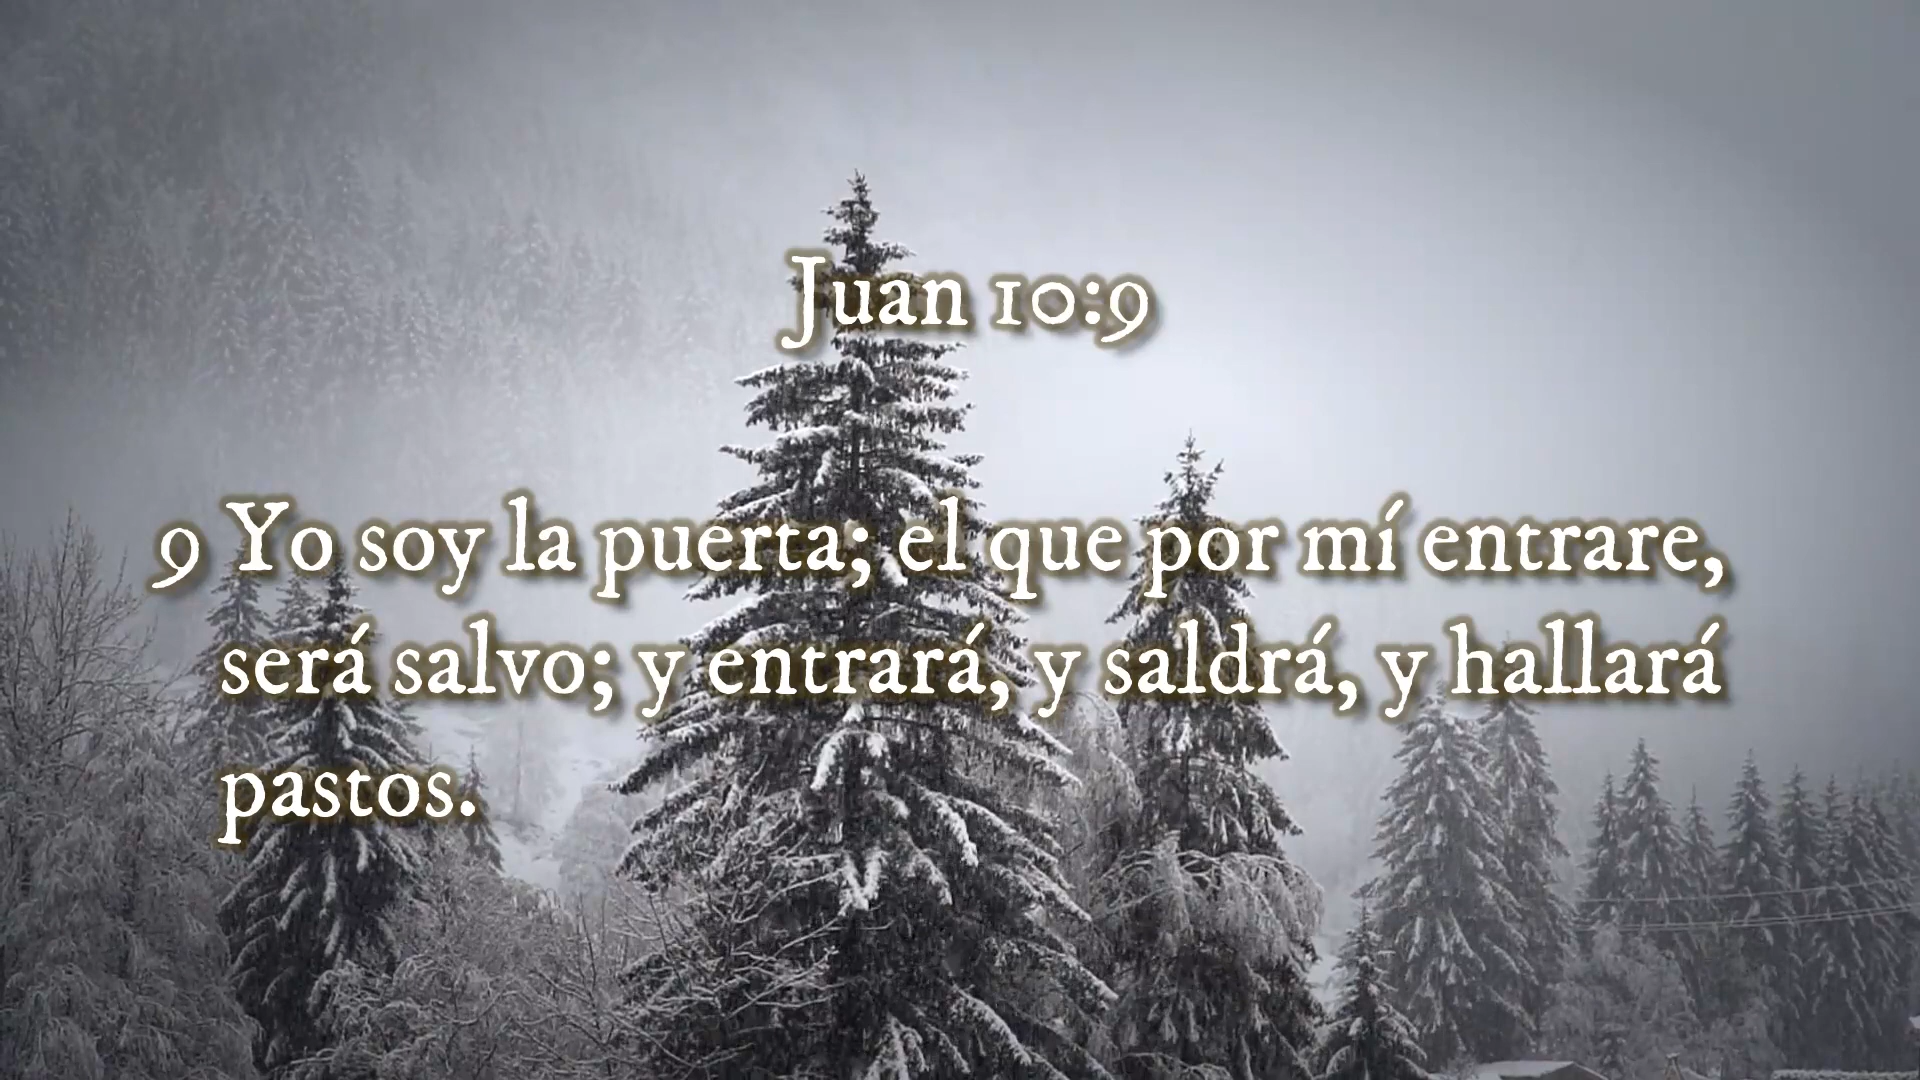 Juan 10:9
9 Yo soy la puerta; el que por mí entrare,
será salvo; y entrará, y saldrá, y hallará
pastos.